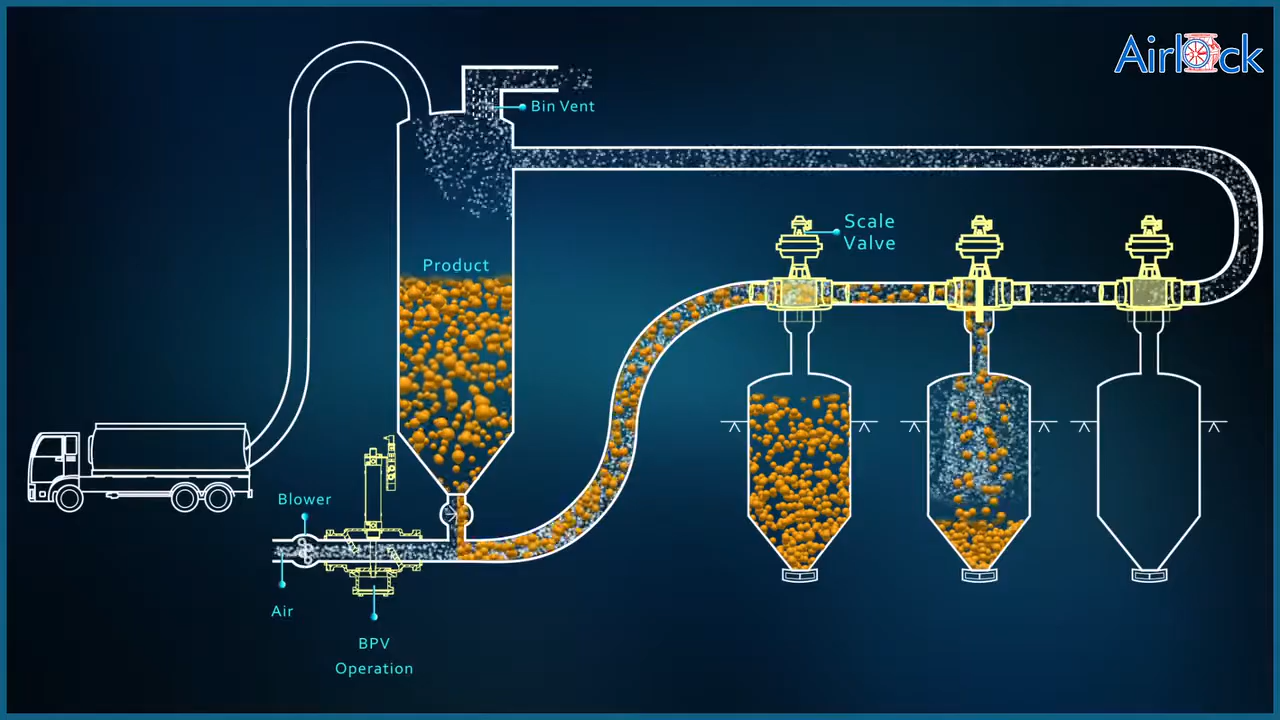 Airlock
Bin Vent
Scale
Valve
Product
Blower
Air
BPV
Operation